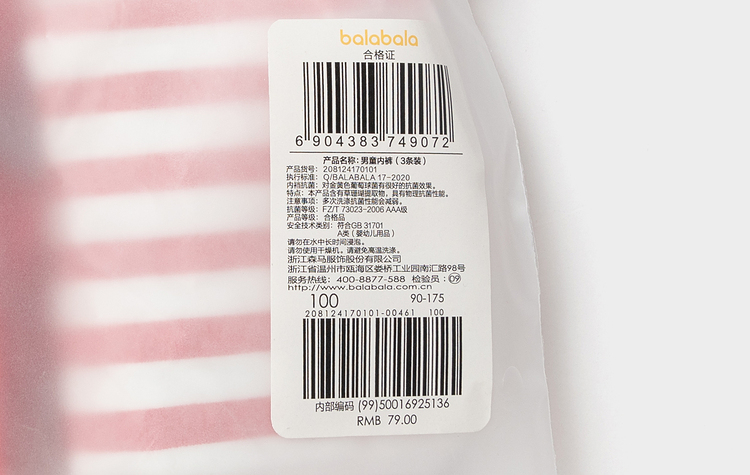 balabala
合格证
6 904383 749072
产品名称: 男童内裤 (3条装)
产品货号: 208124170101
执行标准: Q/BALABALA 17-2020
内裆抗菌: 对金黄色葡萄球菌有很好的抗菌效果。
特点: 本产品含有草珊瑚提取物, 具有物理抗菌性能。
注意事项: 多次洗涤抗菌性能会减弱。
抗菌等级: FZ/T 73023-2006 AAA级
产品等级: 合格品
安全技术类别: 符合GB 31701
A类 (婴幼儿用品)
请勿在水中长时间浸泡。
请勿使用干燥机, 请避免高温洗涤。
浙江森马服饰股份有限公司
浙江省温州市瓯海区娄桥工业园南汇路98号
服务热线: 400-8877-588 检验员: 09
http://www.balabala.com.cn
100 90-175
208124170101-00461 100
内部编码 (99)50016925136
RMB 79.00